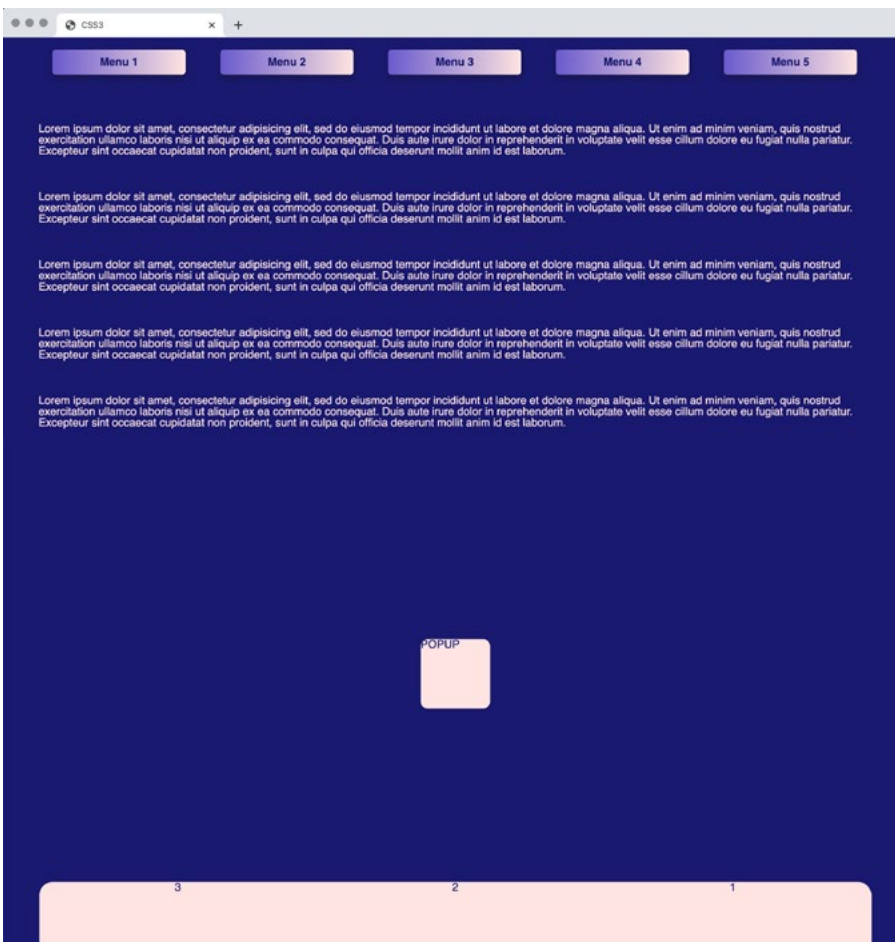 CSS3
Menu 1 Menu 2 Menu 3 Menu 4 Menu 5
Lorem ipsum dolor sit amet, consectetur adipisicing elit, sed do eiusmod tempor incididunt ut labore et dolore magna aliqua. Ut enim ad minim veniam, quis nostrud
exercitation ullamco laboris nisi ut aliquip ex ea commodo consequat. Duis aute irure dolor in reprehenderit in voluptate velit esse cillum dolore eu fugiat nulla pariatur.
Excepteur sint occaecat cupidatat non proident, sunt in culpa qui officia deserunt mollit anim id est laborum.
Lorem ipsum dolor sit amet, consectetur adipisicing elit, sed do eiusmod tempor incididunt ut labore et dolore magna aliqua. Ut enim ad minim veniam, quis nostrud
exercitation ullamco laboris nisi ut aliquip ex ea commodo consequat. Duis aute irure dolor in reprehenderit in voluptate velit esse cillum dolore eu fugiat nulla pariatur.
Excepteur sint occaecat cupidatat non proident, sunt in culpa qui officia deserunt mollit anim id est laborum.
Lorem ipsum dolor sit amet, consectetur adipisicing elit, sed do eiusmod tempor incididunt ut labore et dolore magna aliqua. Ut enim ad minim veniam, quis nostrud
exercitation ullamco laboris nisi ut aliquip ex ea commodo consequat. Duis aute irure dolor in reprehenderit in voluptate velit esse cillum dolore eu fugiat nulla pariatur.
Excepteur sint occaecat cupidatat non proident, sunt in culpa qui officia deserunt mollit anim id est laborum.
Lorem ipsum dolor sit amet, consectetur adipisicing elit, sed do eiusmod tempor incididunt ut labore et dolore magna aliqua. Ut enim ad minim veniam, quis nostrud
exercitation ullamco laboris nisi ut aliquip ex ea commodo consequat. Duis aute irure dolor in reprehenderit in voluptate velit esse cillum dolore eu fugiat nulla pariatur.
Excepteur sint occaecat cupidatat non proident, sunt in culpa qui officia deserunt mollit anim id est laborum.
Lorem ipsum dolor sit amet, consectetur adipisicing elit, sed do eiusmod tempor incididunt ut labore et dolore magna aliqua. Ut enim ad minim veniam, quis nostrud
exercitation ullamco laboris nisi ut aliquip ex ea commodo consequat. Duis aute irure dolor in reprehenderit in voluptate velit esse cillum dolore eu fugiat nulla pariatur.
Excepteur sint occaecat cupidatat non proident, sunt in culpa qui officia deserunt mollit anim id est laborum.
POPUP
3 2 1